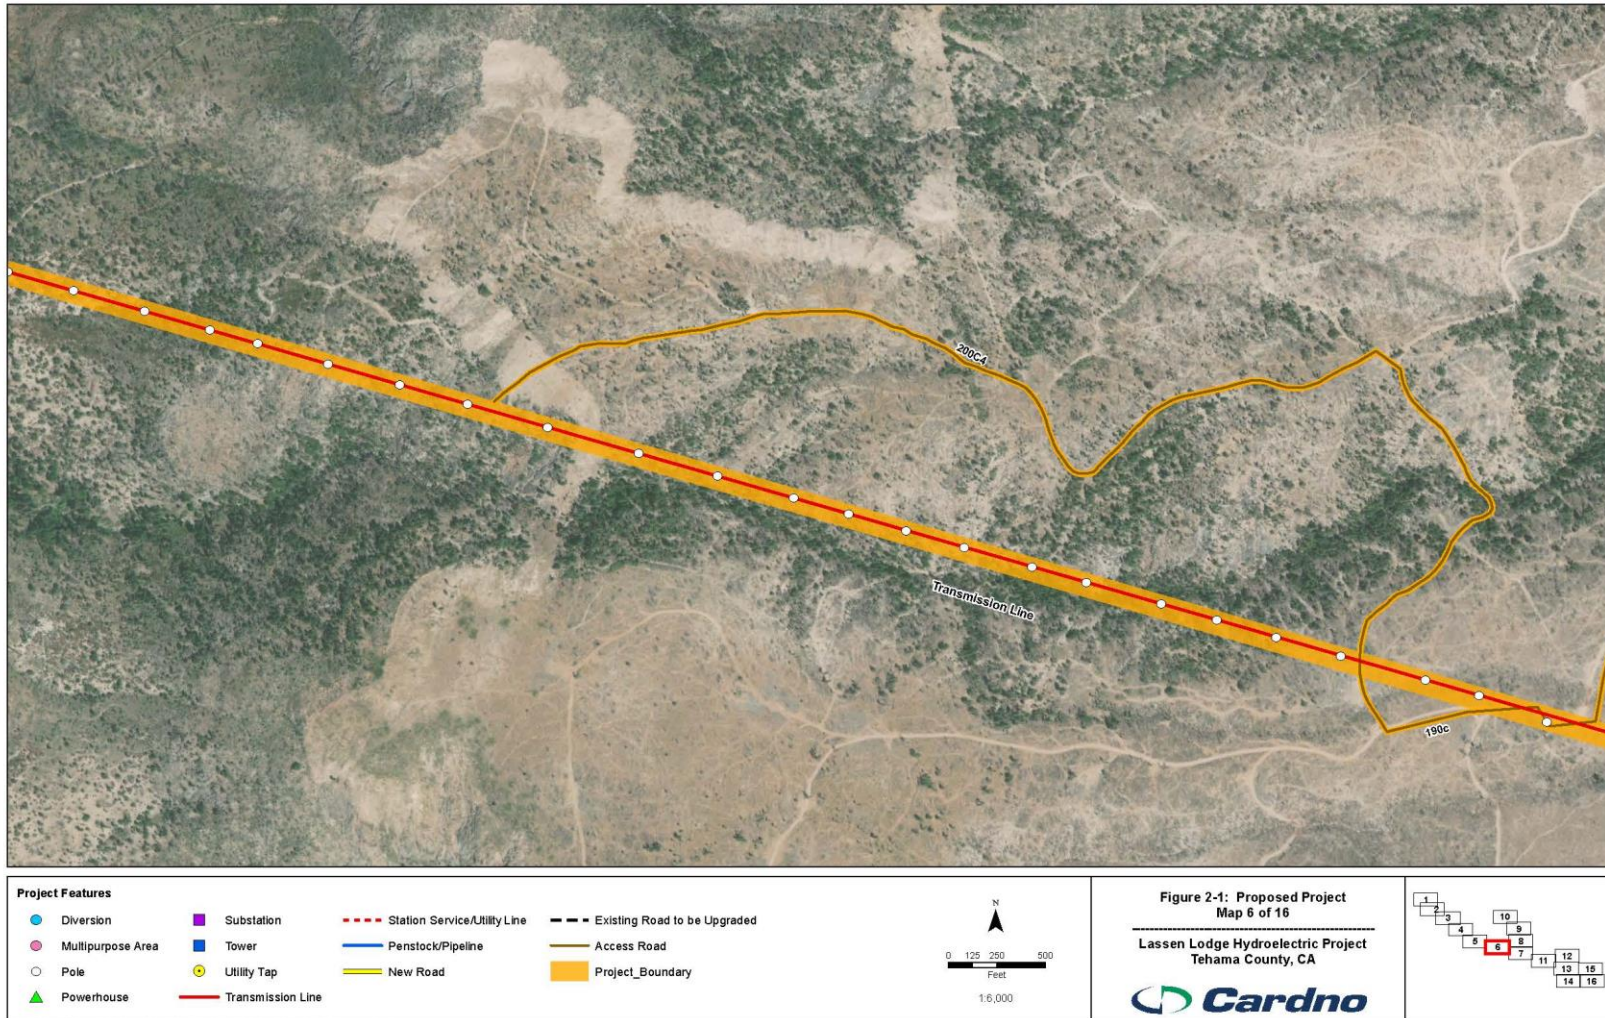 200C4
Transmission Line
190c
Project Features
Diversion
Multipurpose Area
Pole
Powerhouse
Substation
Tower
Utility Tap
Transmission Line
Station Service/Utility Line
Penstock/Pipeline
New Road
Existing Road to be Upgraded
Access Road
Project_Boundary
N
0 125 250 500
Feet
1:6,000
Figure 2-1: Proposed Project
Map 6 of 16
Lassen Lodge Hydroelectric Project
Tehama County, CA
Cardno
1
2
3
4
5
6
10
9
8
7
11
12
13 15
14 16